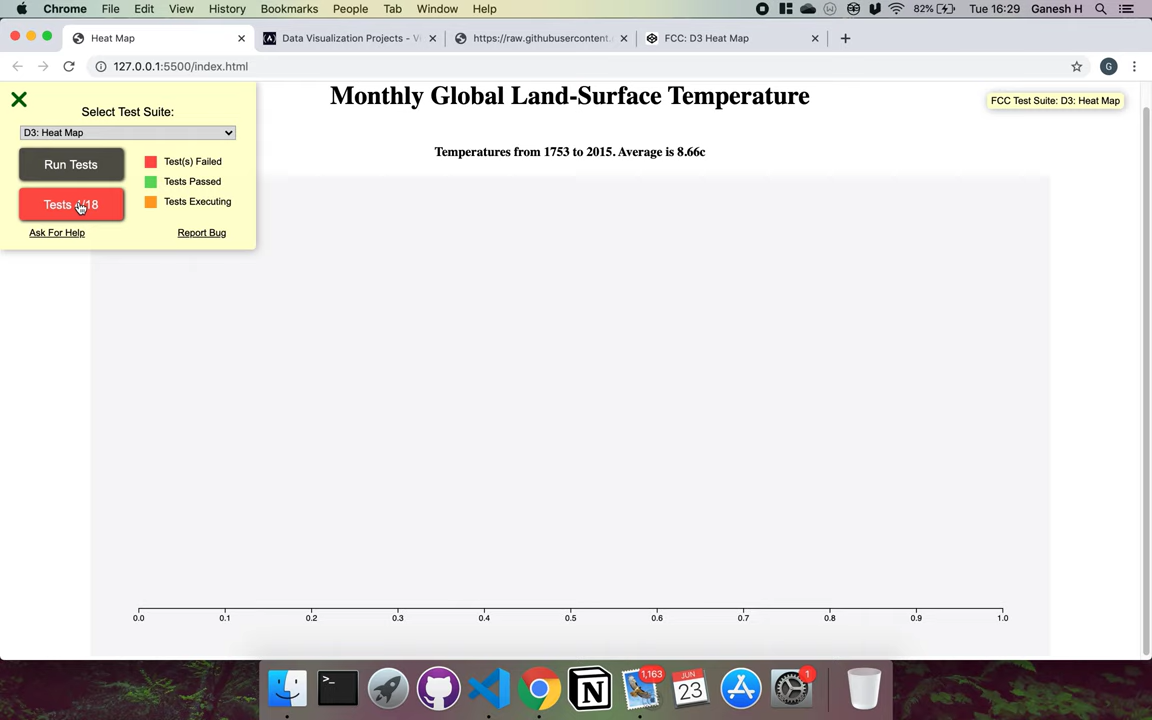 Chrome File Edit View History Bookmarks People Tab Window Help 82% Tue 16:29 Ganesh H
Heat Map
Data Visualization Projects - V
https://raw.githubusercontent.
FCC: D3 Heat Map
127.0.0.1:5500/index.html
G
Monthly Global Land-Surface Temperature
Temperatures from 1753 to 2015. Average is 8.66c
FCC Test Suite: D3: Heat Map
Select Test Suite:
D3: Heat Map
Run Tests
Test(s) Failed
Tests Passed
Tests Executing
Tests /18
Ask For Help
Report Bug
0.0 0.1 0.2 0.3 0.4 0.5 0.6 0.7 0.8 0.9 1.0
1,163
JUN
23
1